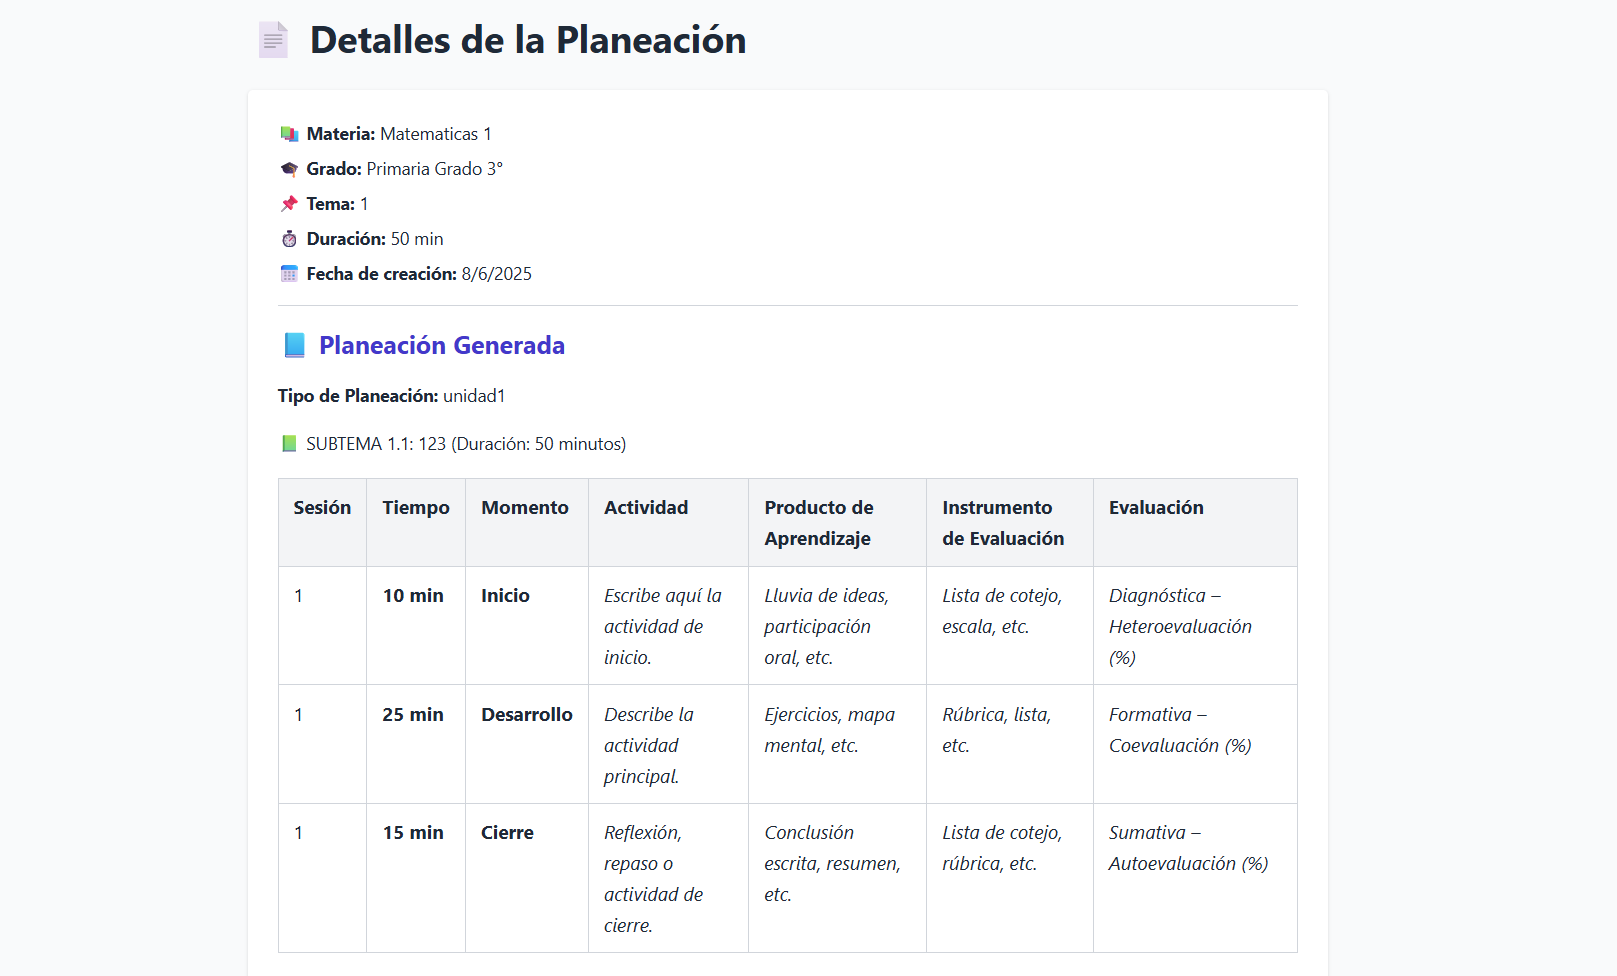 Detalles de la Planeación
Materia: Matematicas 1
Grado: Primaria Grado 3°
Tema: 1
Duración: 50 min
Fecha de creación: 8/6/2025
Planeación Generada
Tipo de Planeación: unidad1
SUBTEMA 1.1: 123 (Duración: 50 minutos)
Sesión
Tiempo
Momento
Actividad
Producto de
Aprendizaje
Instrumento
de Evaluación
Evaluación
1
10 min
Inicio
Escribe aquí la
actividad de
inicio.
Lluvia de ideas,
participación
oral, etc.
Lista de cotejo,
escala, etc.
Diagnóstica –
Heteroevaluación
(%)
1
25 min
Desarrollo
Describe la
actividad
principal.
Ejercicios, mapa
mental, etc.
Rúbrica, lista,
etc.
Formativa –
Coevaluación (%)
1
15 min
Cierre
Reflexión,
repaso o
actividad de
cierre.
Conclusión
escrita, resumen,
etc.
Lista de cotejo,
rúbrica, etc.
Sumativa –
Autoevaluación (%)